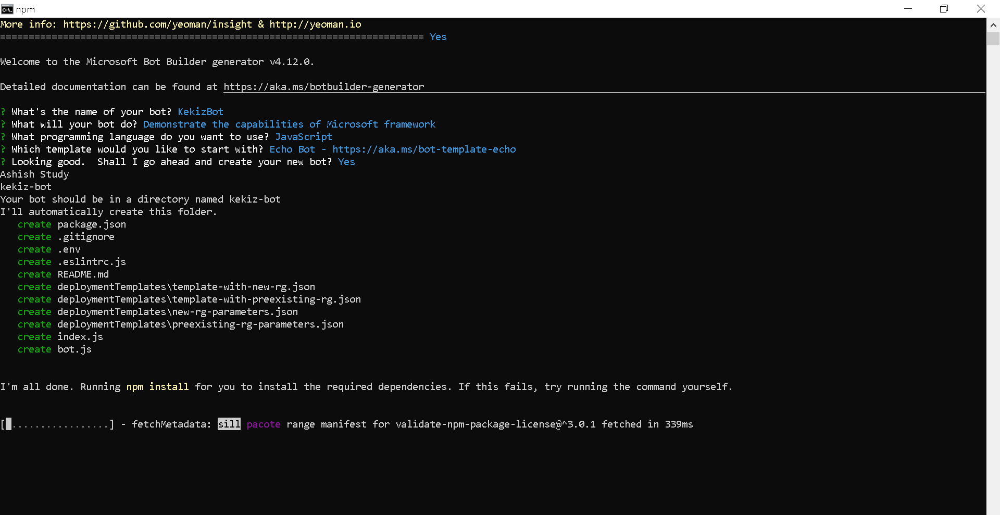 npm
More info: https://github.com/yeoman/insight & http://yeoman.io
========================================================================== Yes
Welcome to the Microsoft Bot Builder generator v4.12.0.
Detailed documentation can be found at https://aka.ms/botbuilder-generator
? What's the name of your bot? KekizBot
? What will your bot do? Demonstrate the capabilities of Microsoft framework
? What programming language do you want to use? JavaScript
? Which template would you like to start with? Echo Bot - https://aka.ms/bot-template-echo
? Looking good.  Shall I go ahead and create your new bot? Yes
Ashish Study
kekiz-bot
Your bot should be in a directory named kekiz-bot
I'll automatically create this folder.
   create package.json
   create .gitignore
   create .env
   create .eslintrc.js
   create README.md
   create deploymentTemplates\template-with-new-rg.json
   create deploymentTemplates\template-with-preexisting-rg.json
   create deploymentTemplates\new-rg-parameters.json
   create deploymentTemplates\preexisting-rg-parameters.json
   create index.js
   create bot.js
I'm all done. Running npm install for you to install the required dependencies. If this fails, try running the command yourself.
[█.................] - fetchMetadata: sill pacote range manifest for validate-npm-package-license@^3.0.1 fetched in 339ms